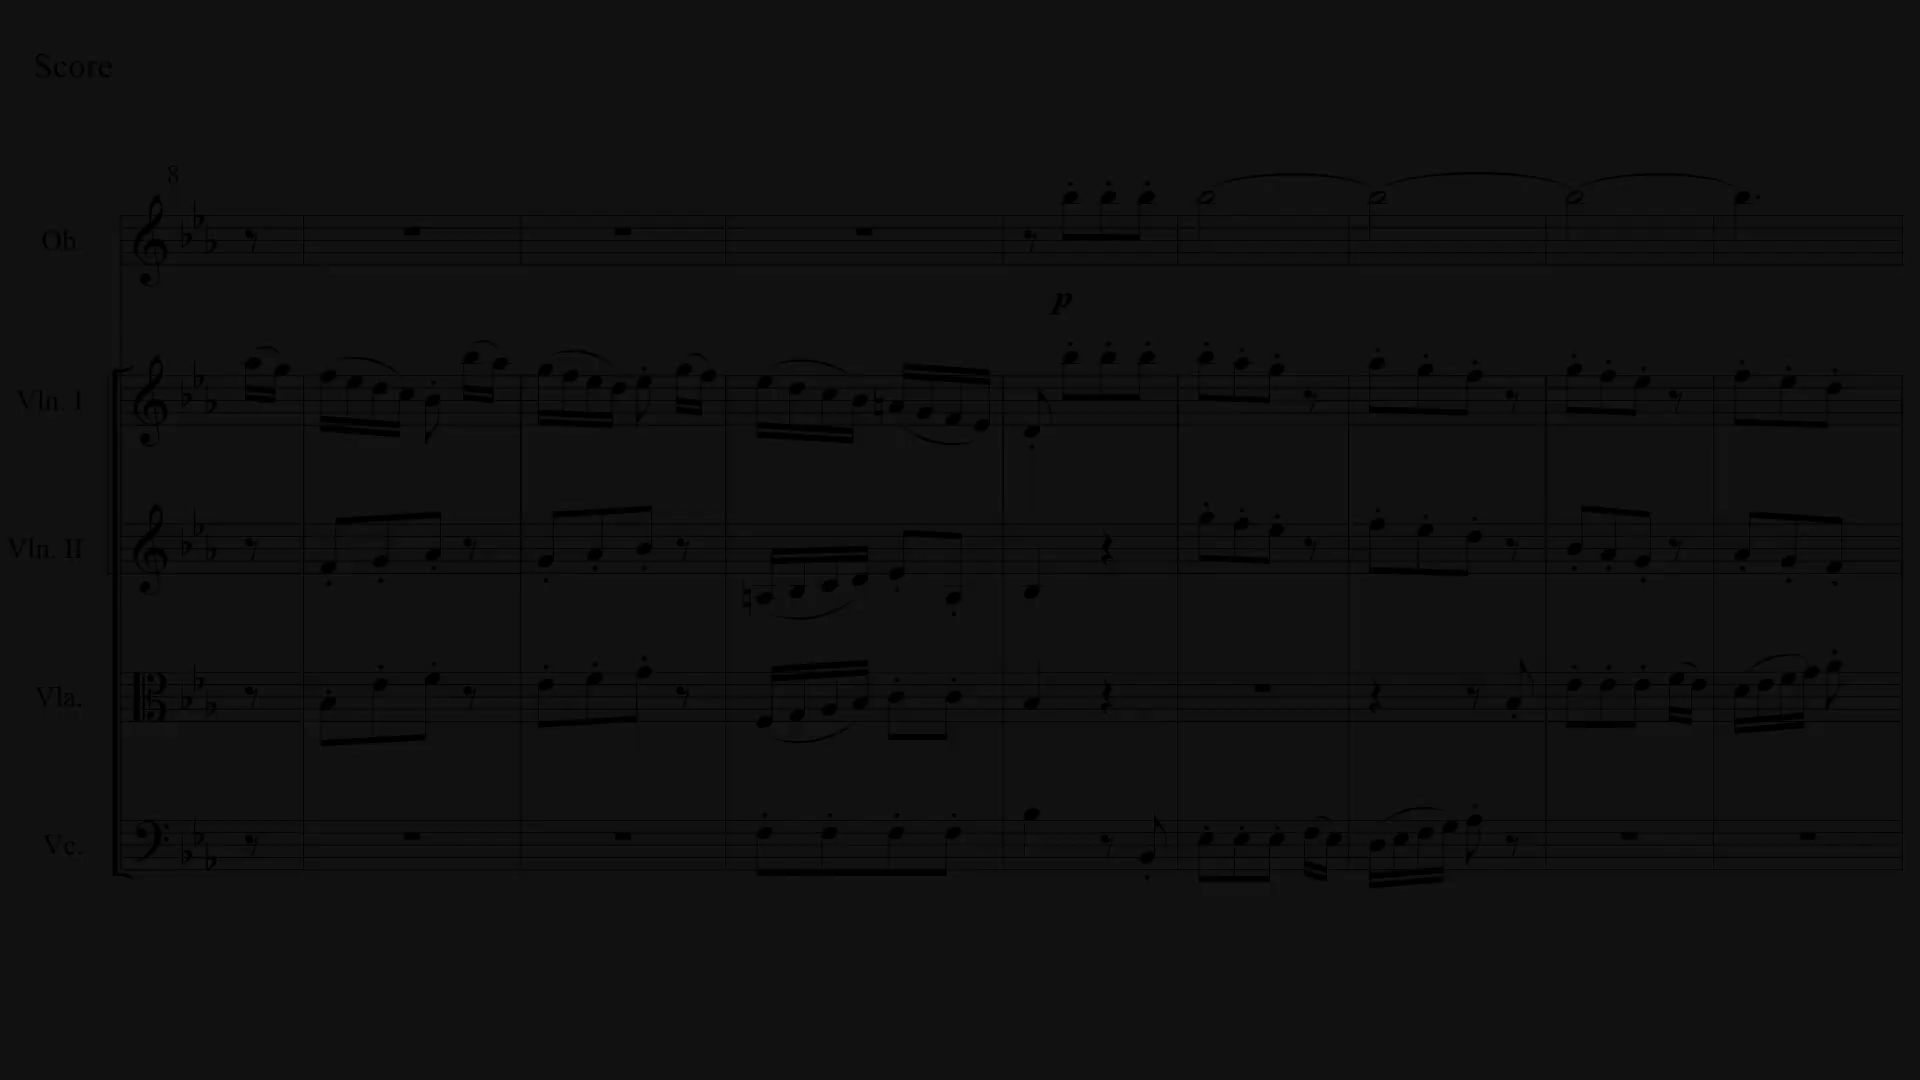 Score
8
Ob.
p
Vln. I
Vln. II
Vla.
Vc.